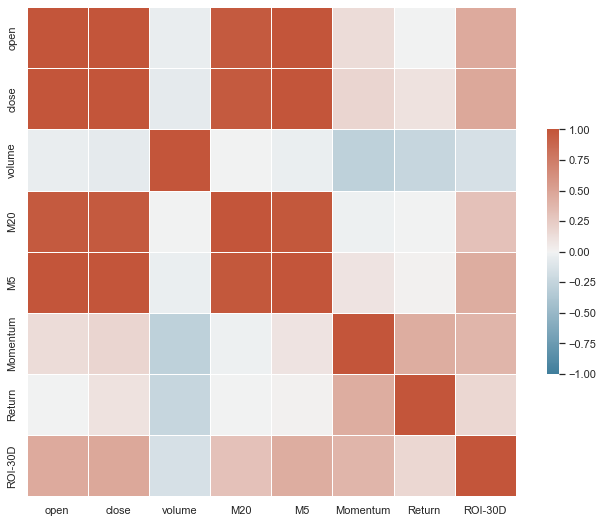 open
close
volume
M20
M5
Momentum
Return
ROI-30D
open
close
volume
M20
M5
Momentum
Return
ROI-30D
1.00
0.75
0.50
0.25
0.00
−0.25
−0.50
−0.75
−1.00